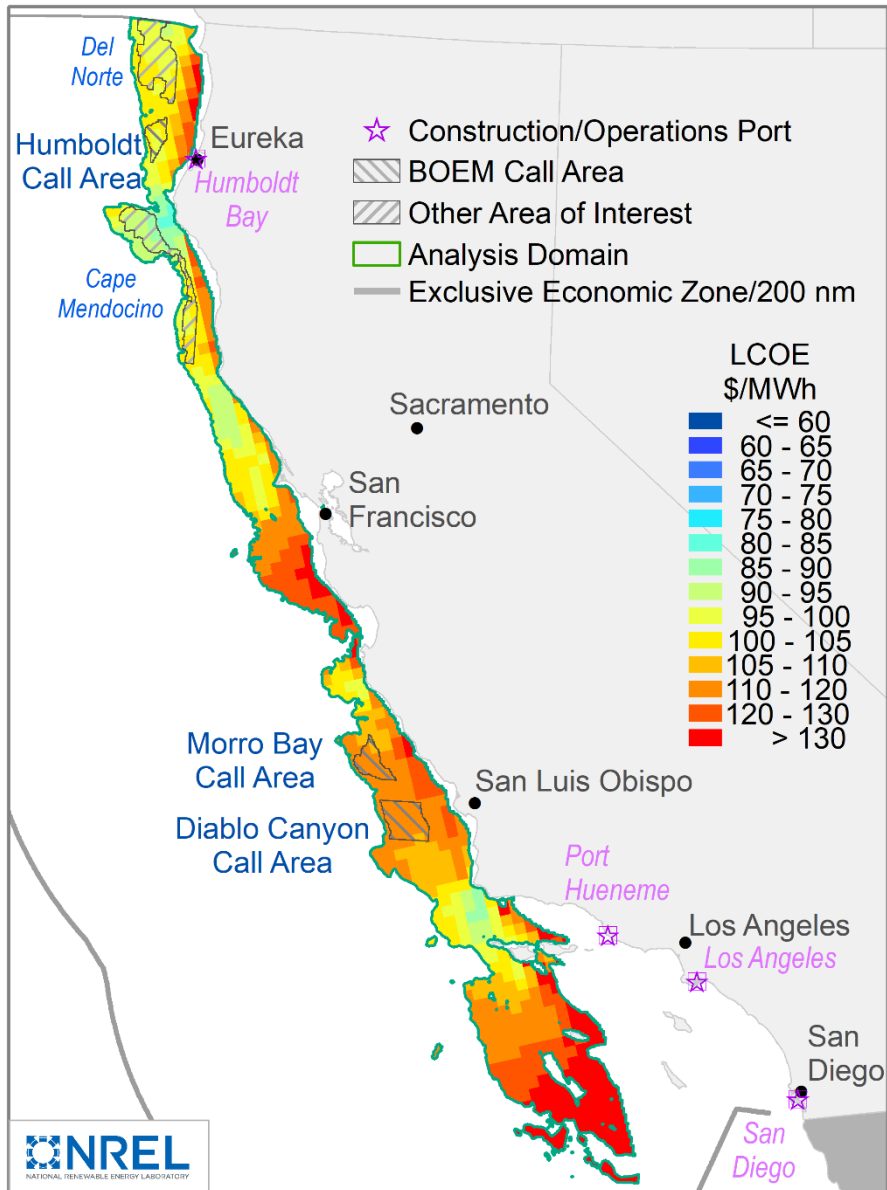 Del
Norte
Humboldt
Call Area
Eureka
Humboldt
Bay
Cape
Mendocino
Construction/Operations Port
BOEM Call Area
Other Area of Interest
Analysis Domain
Exclusive Economic Zone/200 nm
LCOE
$/MWh
<= 60
60 - 65
65 - 70
70 - 75
75 - 80
80 - 85
85 - 90
90 - 95
95 - 100
100 - 105
105 - 110
110 - 120
120 - 130
> 130
Sacramento
San
Francisco
Morro Bay
Call Area
San Luis Obispo
Diablo Canyon
Call Area
Port
Hueneme
Los Angeles
Los Angeles
San
Diego
San
Diego
NREL
NATIONAL RENEWABLE ENERGY LABORATORY